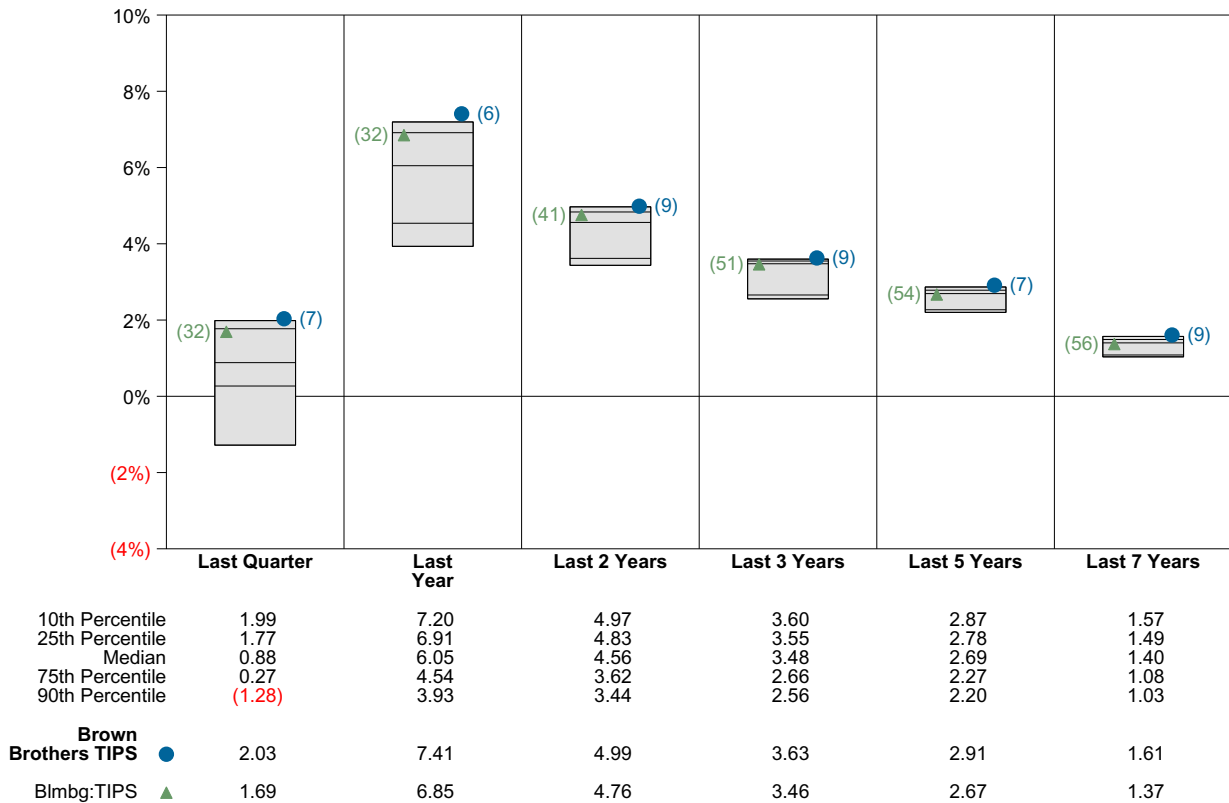 10%
8%
6%
4%
2%
0%
(2%)
(4%)
(32) (7)
(32) (6)
(41) (9)
(51) (9)
(54) (7)
(56) (9)
Last Quarter Last Year Last 2 Years Last 3 Years Last 5 Years Last 7 Years
10th Percentile 1.99 7.20 4.97 3.60 2.87 1.57
25th Percentile 1.77 6.91 4.83 3.55 2.78 1.49
Median 0.88 6.05 4.56 3.48 2.69 1.40
75th Percentile 0.27 4.54 3.62 2.66 2.27 1.08
90th Percentile (1.28) 3.93 3.44 2.56 2.20 1.03
Brown
Brothers TIPS 2.03 7.41 4.99 3.63 2.91 1.61
Blmbg:TIPS 1.69 6.85 4.76 3.46 2.67 1.37